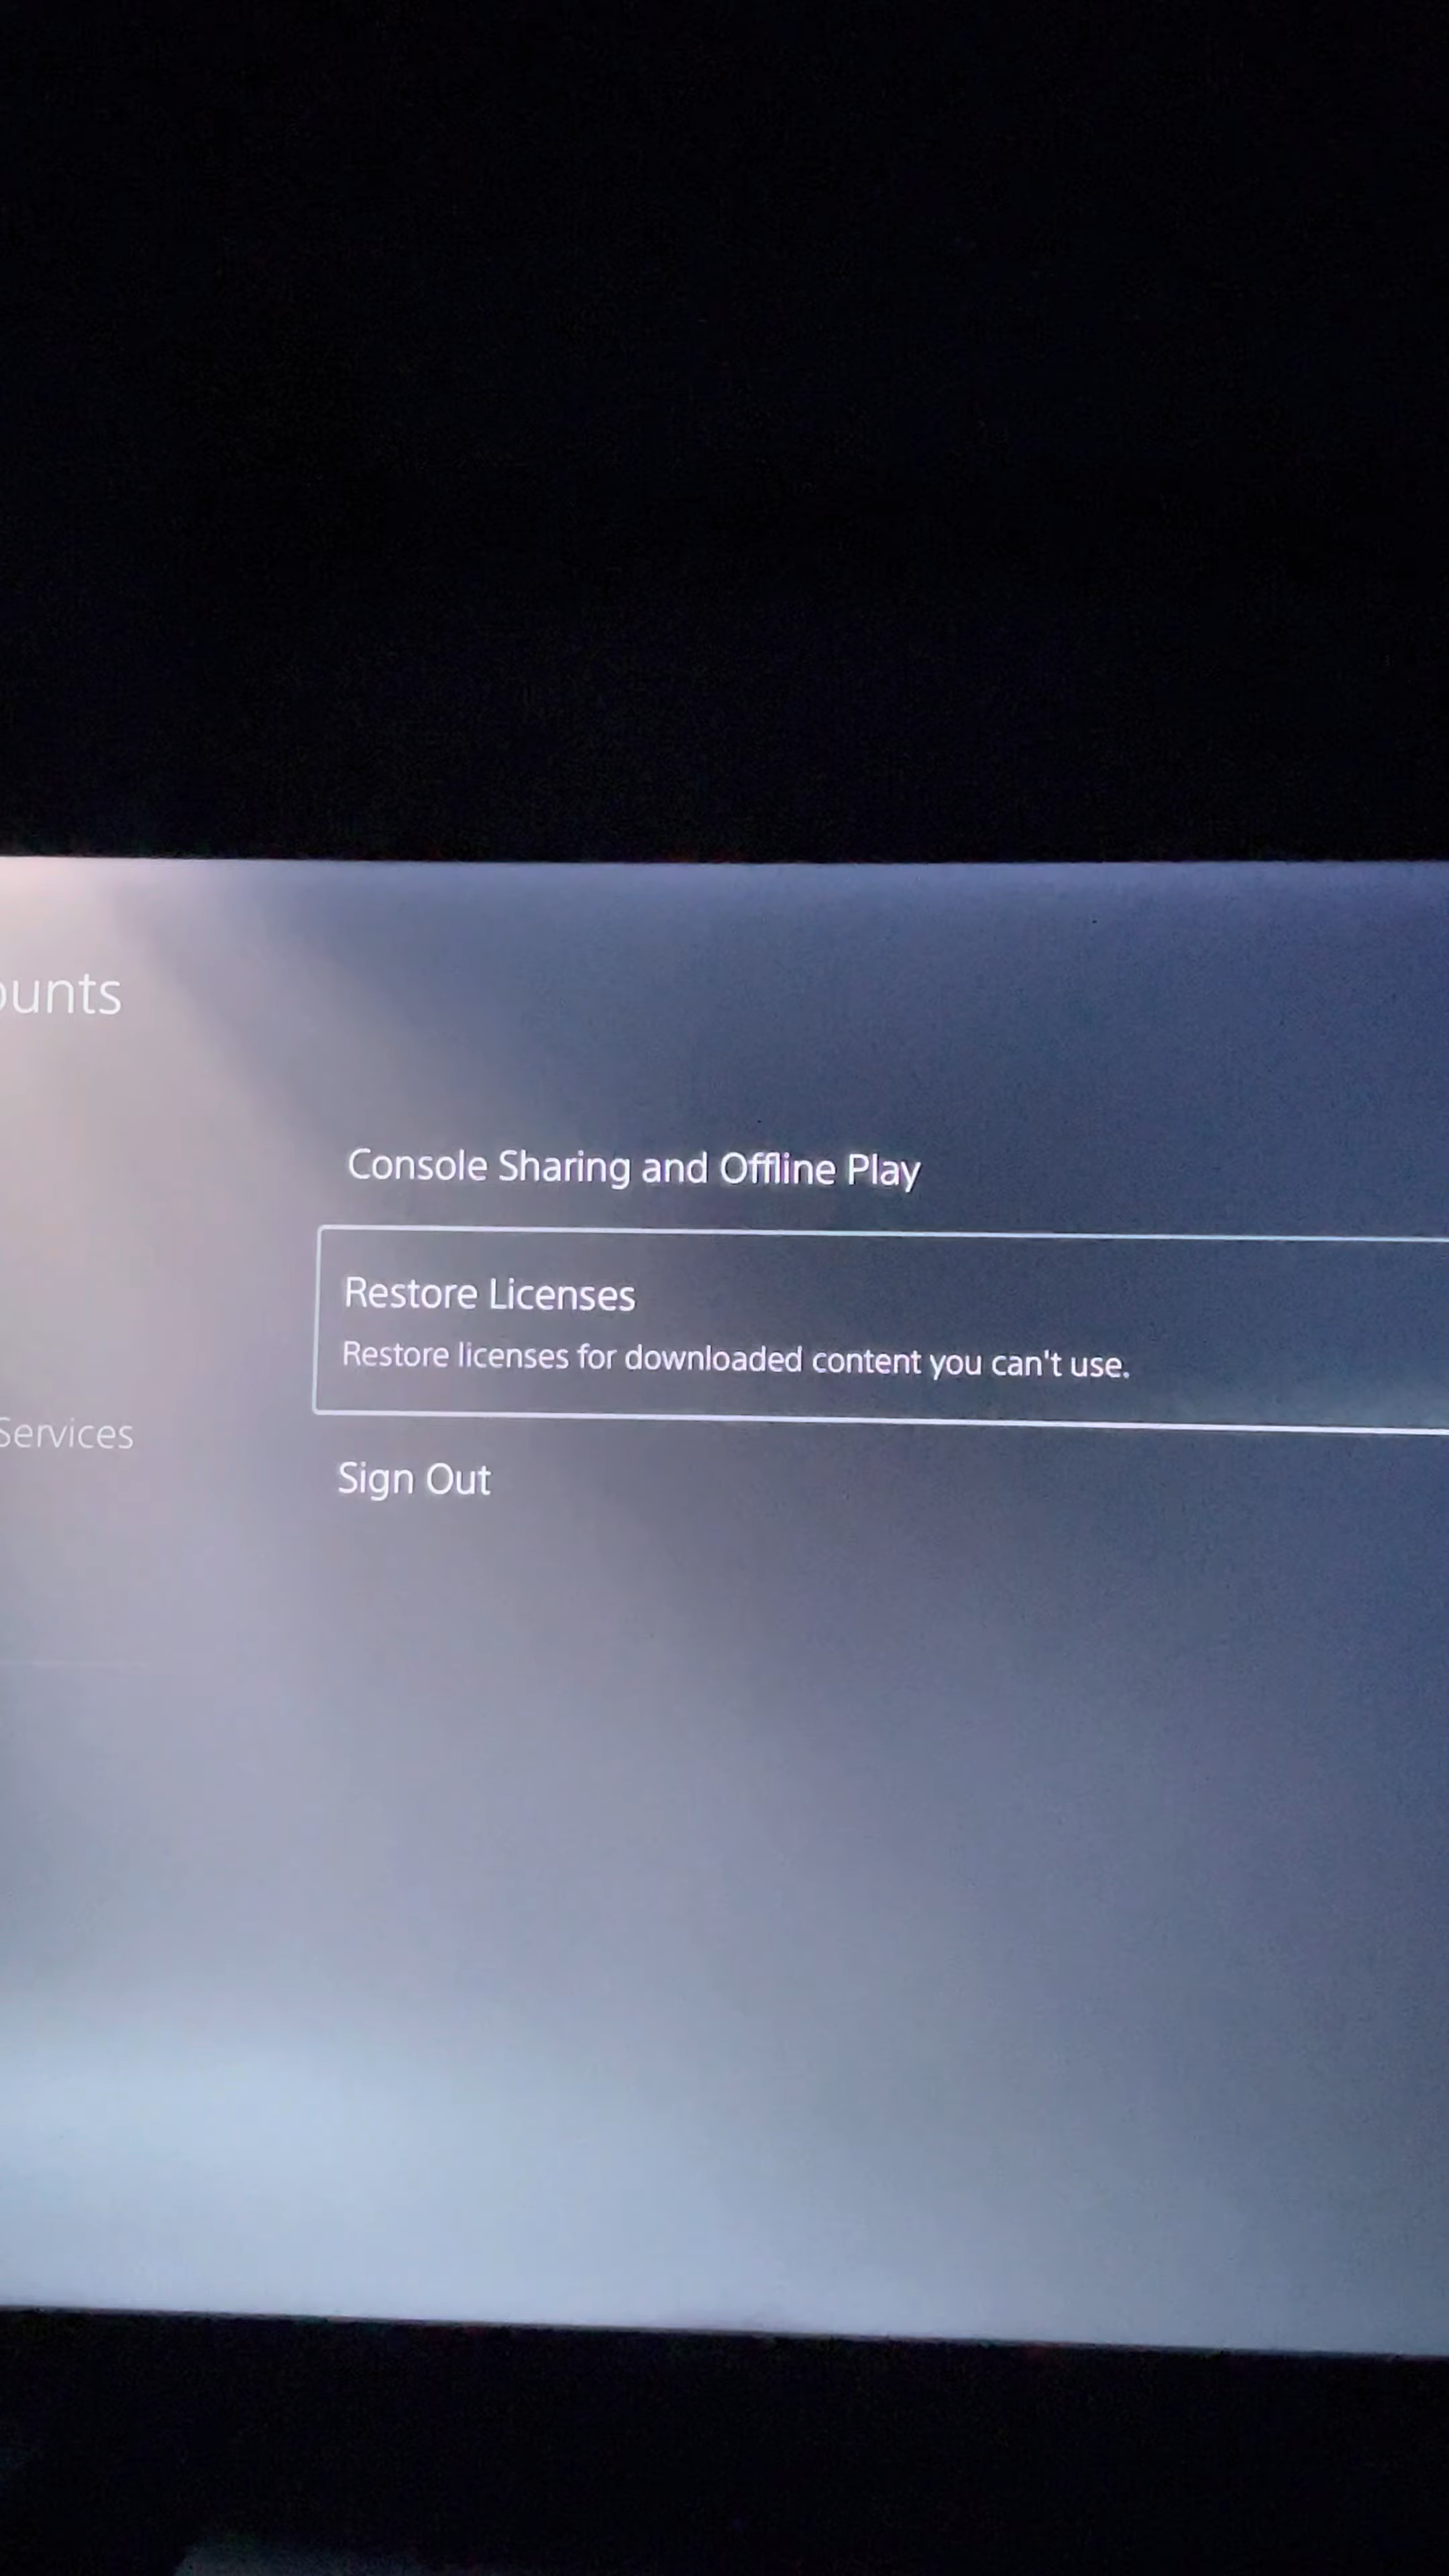 ounts
Console Sharing and Offline Play
Restore Licenses
Restore licenses for downloaded content you can't use.
Services
Sign Out